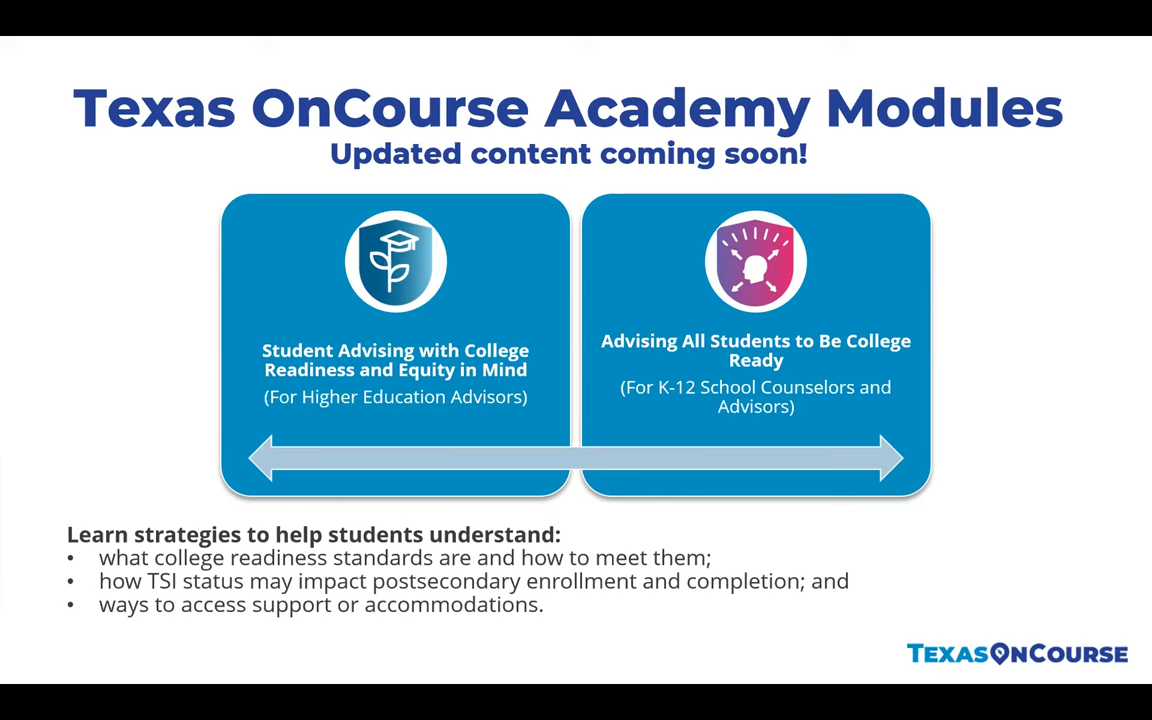 Texas OnCourse Academy Modules
Updated content coming soon!
Student Advising with College
Readiness and Equity in Mind
(For Higher Education Advisors)
Advising All Students to Be College
Ready
(For K-12 School Counselors and
Advisors)
Learn strategies to help students understand:
• what college readiness standards are and how to meet them;
• how TSI status may impact postsecondary enrollment and completion; and
• ways to access support or accommodations.
TEXASONCOURSE